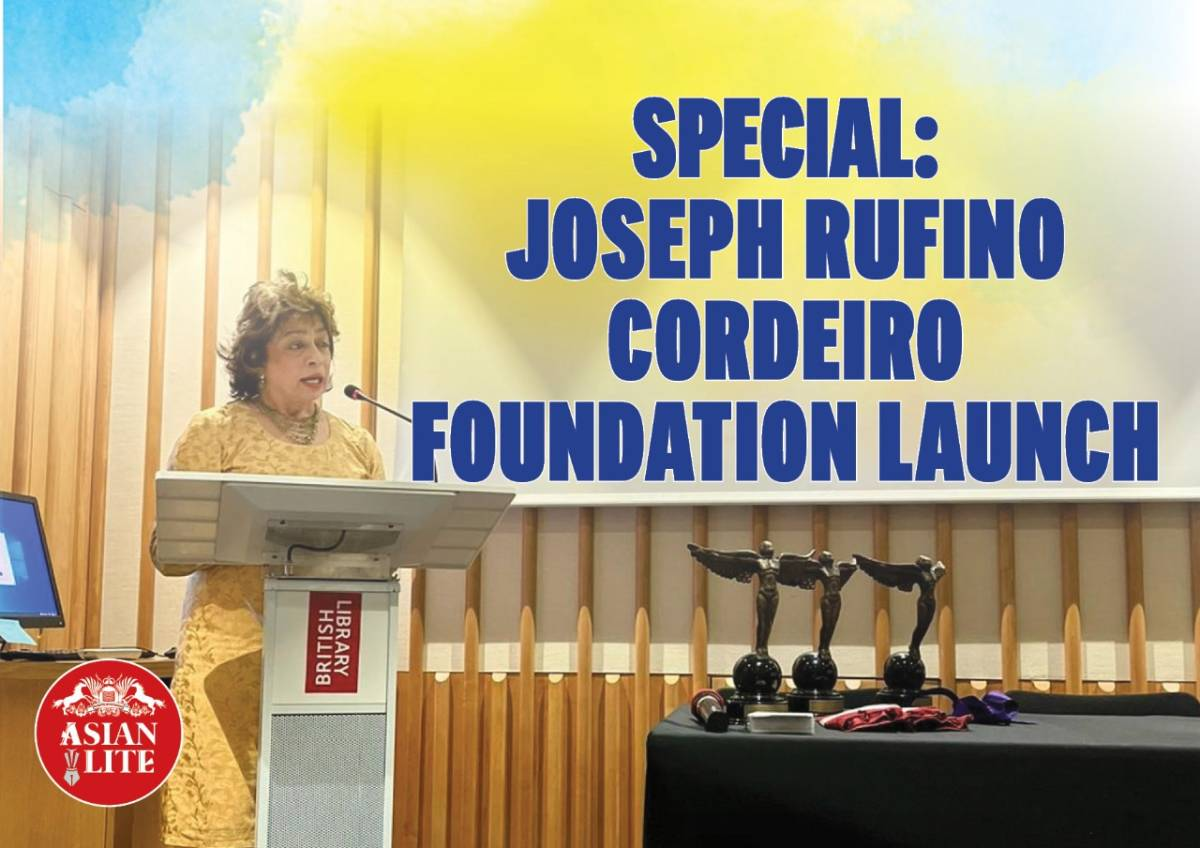 SPECIAL:
JOSEPH RUFINO
CORDEIRO
FOUNDATION LAUNCH
BRITISH
LIBRARY
ASIAN
LITE